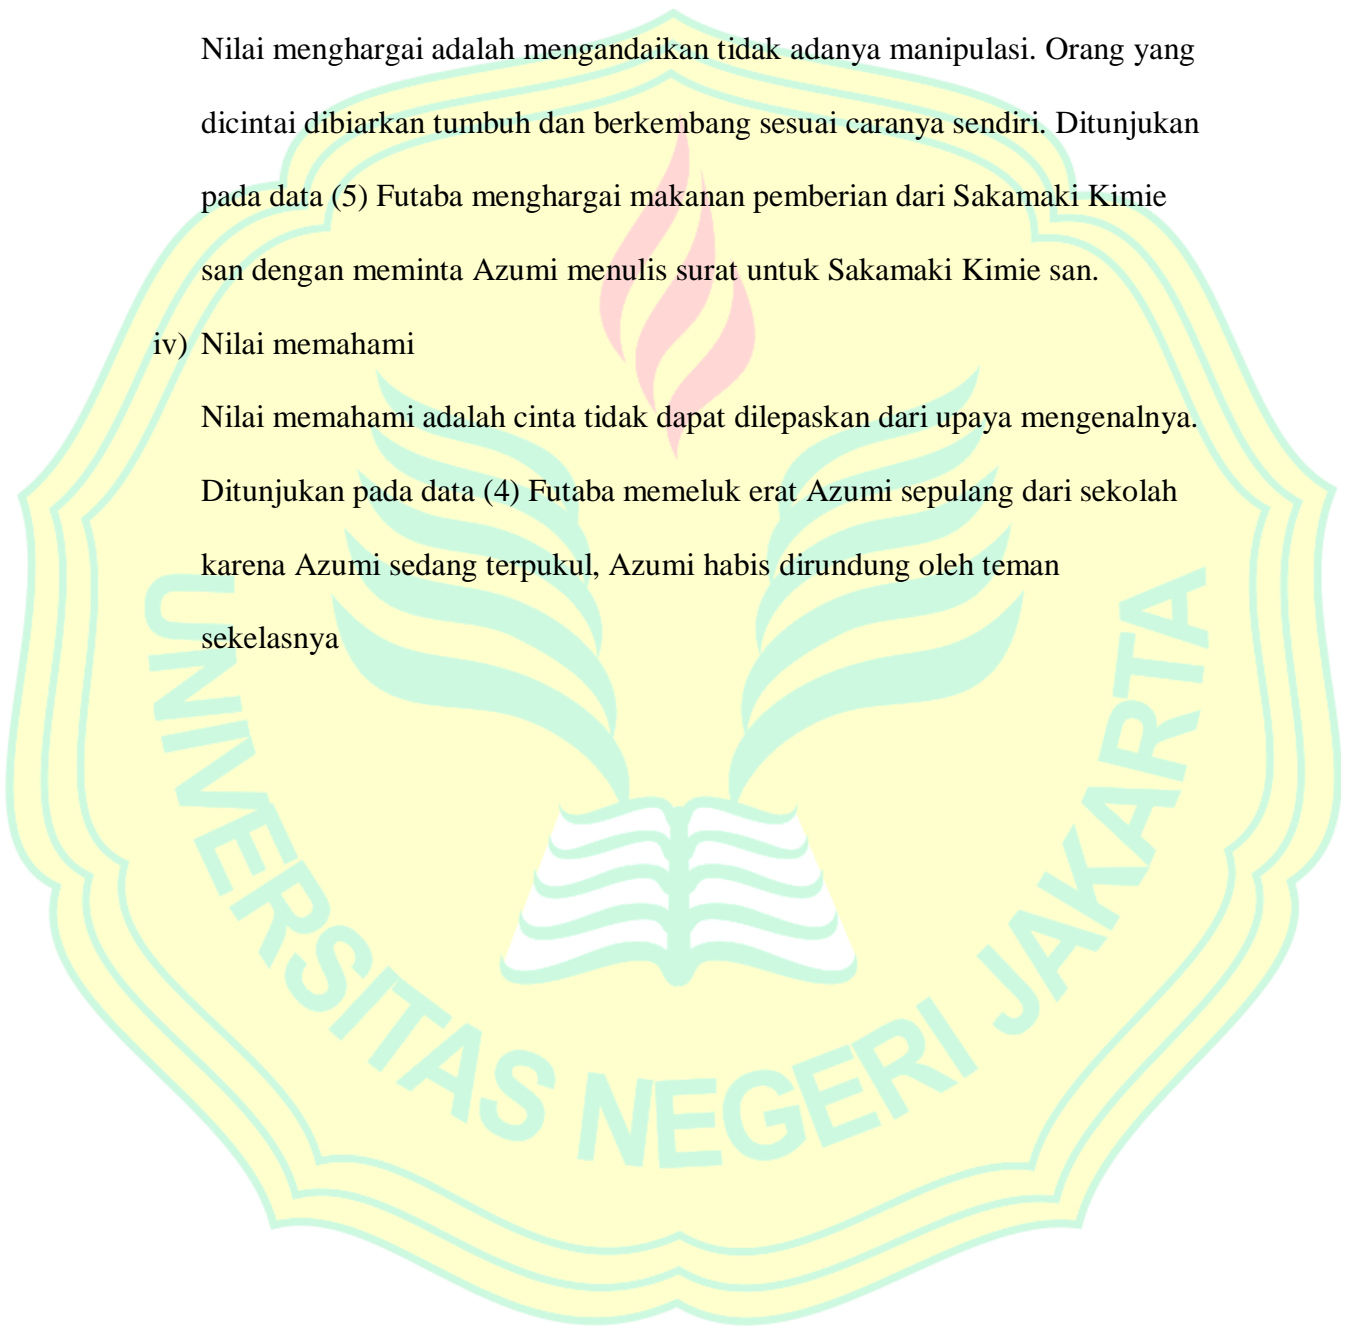 Nilai menghargai adalah mengandaikan tidak adanya manipulasi. Orang yang
dicintai dibiarkan tumbuh dan berkembang sesuai caranya sendiri. Ditunjukan
pada data (5) Futaba menghargai makanan pemberian dari Sakamaki Kimie
san dengan meminta Azumi menulis surat untuk Sakamaki Kimie san.
iv) Nilai memahami
Nilai memahami adalah cinta tidak dapat dilepaskan dari upaya mengenalnya.
Ditunjukan pada data (4) Futaba memeluk erat Azumi sepulang dari sekolah
karena Azumi sedang terpukul, Azumi habis dirundung oleh teman
sekelasnya
UNIVERSITAS NEGERI JAKARTA